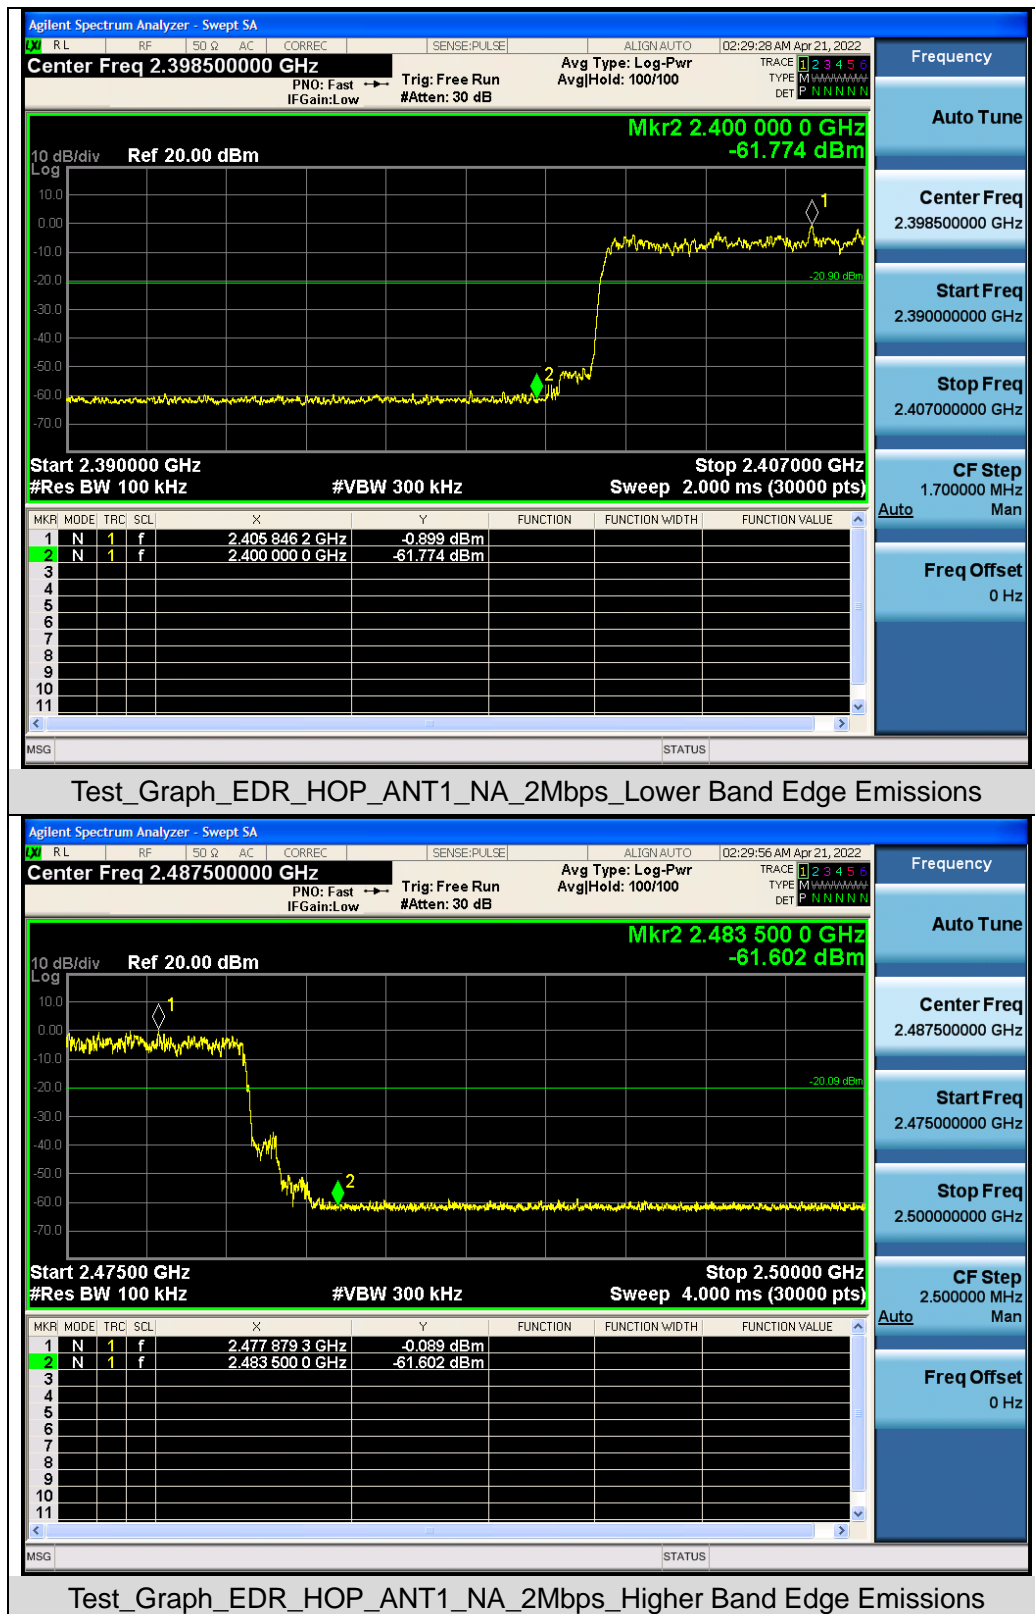 Agilent Spectrum Analyzer - Swept SA
LXI RL RF 50 Ω AC CORREC SENSE:PULSE ALIGN AUTO 02:29:28 AM Apr 21, 2022
Center Freq 2.398500000 GHz
PNO: Fast
IFGain:Low
Trig: Free Run
#Atten: 30 dB
Avg Type: Log-Pwr
Avg|Hold: 100/100
TRACE 1 2 3 4 5 6
TYPE M
DET P N N N N N
Mkr2 2.400 000 0 GHz
-61.774 dBm
10 dB/div Ref 20.00 dBm
Log
10.0
0.00
-10.0
-20.0
-30.0
-40.0
-50.0
-60.0
-70.0
1
-20.90 dBm
2
Start 2.390000 GHz Stop 2.407000 GHz
#Res BW 100 kHz #VBW 300 kHz Sweep 2.000 ms (30000 pts)
MKR MODE TRC SCL X Y FUNCTION FUNCTION WIDTH FUNCTION VALUE
1 N 1 f 2.405 846 2 GHz -0.899 dBm
2 N 1 f 2.400 000 0 GHz -61.774 dBm
3
4
5
6
7
8
9
10
11
MSG STATUS
Frequency
Auto Tune
Center Freq
2.398500000 GHz
Start Freq
2.390000000 GHz
Stop Freq
2.407000000 GHz
CF Step
1.700000 MHz
Auto Man
Freq Offset
0 Hz
Test_Graph_EDR_HOP_ANT1_NA_2Mbps_Lower Band Edge Emissions
Agilent Spectrum Analyzer - Swept SA
LXI RL RF 50 Ω AC CORREC SENSE:PULSE ALIGN AUTO 02:29:56 AM Apr 21, 2022
Center Freq 2.487500000 GHz
PNO: Fast
IFGain:Low
Trig: Free Run
#Atten: 30 dB
Avg Type: Log-Pwr
Avg|Hold: 100/100
TRACE 1 2 3 4 5 6
TYPE M
DET P N N N N N
Mkr2 2.483 500 0 GHz
-61.602 dBm
10 dB/div Ref 20.00 dBm
Log
10.0
0.00
-10.0
-20.0
-30.0
-40.0
-50.0
-60.0
-70.0
1
-20.09 dBm
2
Start 2.47500 GHz Stop 2.50000 GHz
#Res BW 100 kHz #VBW 300 kHz Sweep 4.000 ms (30000 pts)
MKR MODE TRC SCL X Y FUNCTION FUNCTION WIDTH FUNCTION VALUE
1 N 1 f 2.477 879 3 GHz -0.089 dBm
2 N 1 f 2.483 500 0 GHz -61.602 dBm
3
4
5
6
7
8
9
10
11
MSG STATUS
Frequency
Auto Tune
Center Freq
2.487500000 GHz
Start Freq
2.475000000 GHz
Stop Freq
2.500000000 GHz
CF Step
2.500000 MHz
Auto Man
Freq Offset
0 Hz
Test_Graph_EDR_HOP_ANT1_NA_2Mbps_Higher Band Edge Emissions